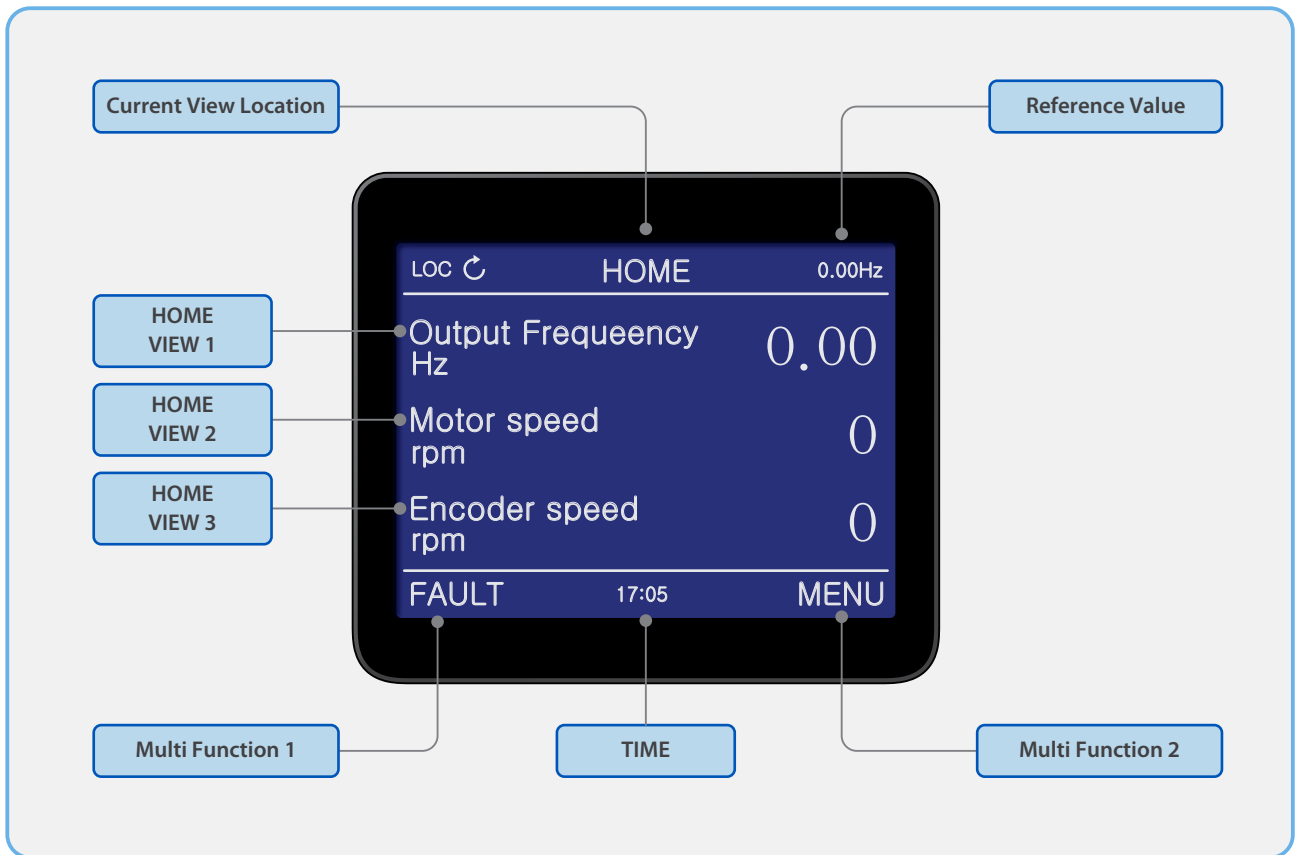 Current View Location
Reference Value
LOC
HOME
0.00Hz
HOME
VIEW 1
Output Frequeency
Hz
0.00
HOME
VIEW 2
Motor speed
rpm
0
HOME
VIEW 3
Encoder speed
rpm
0
FAULT
17:05
MENU
Multi Function 1
TIME
Multi Function 2